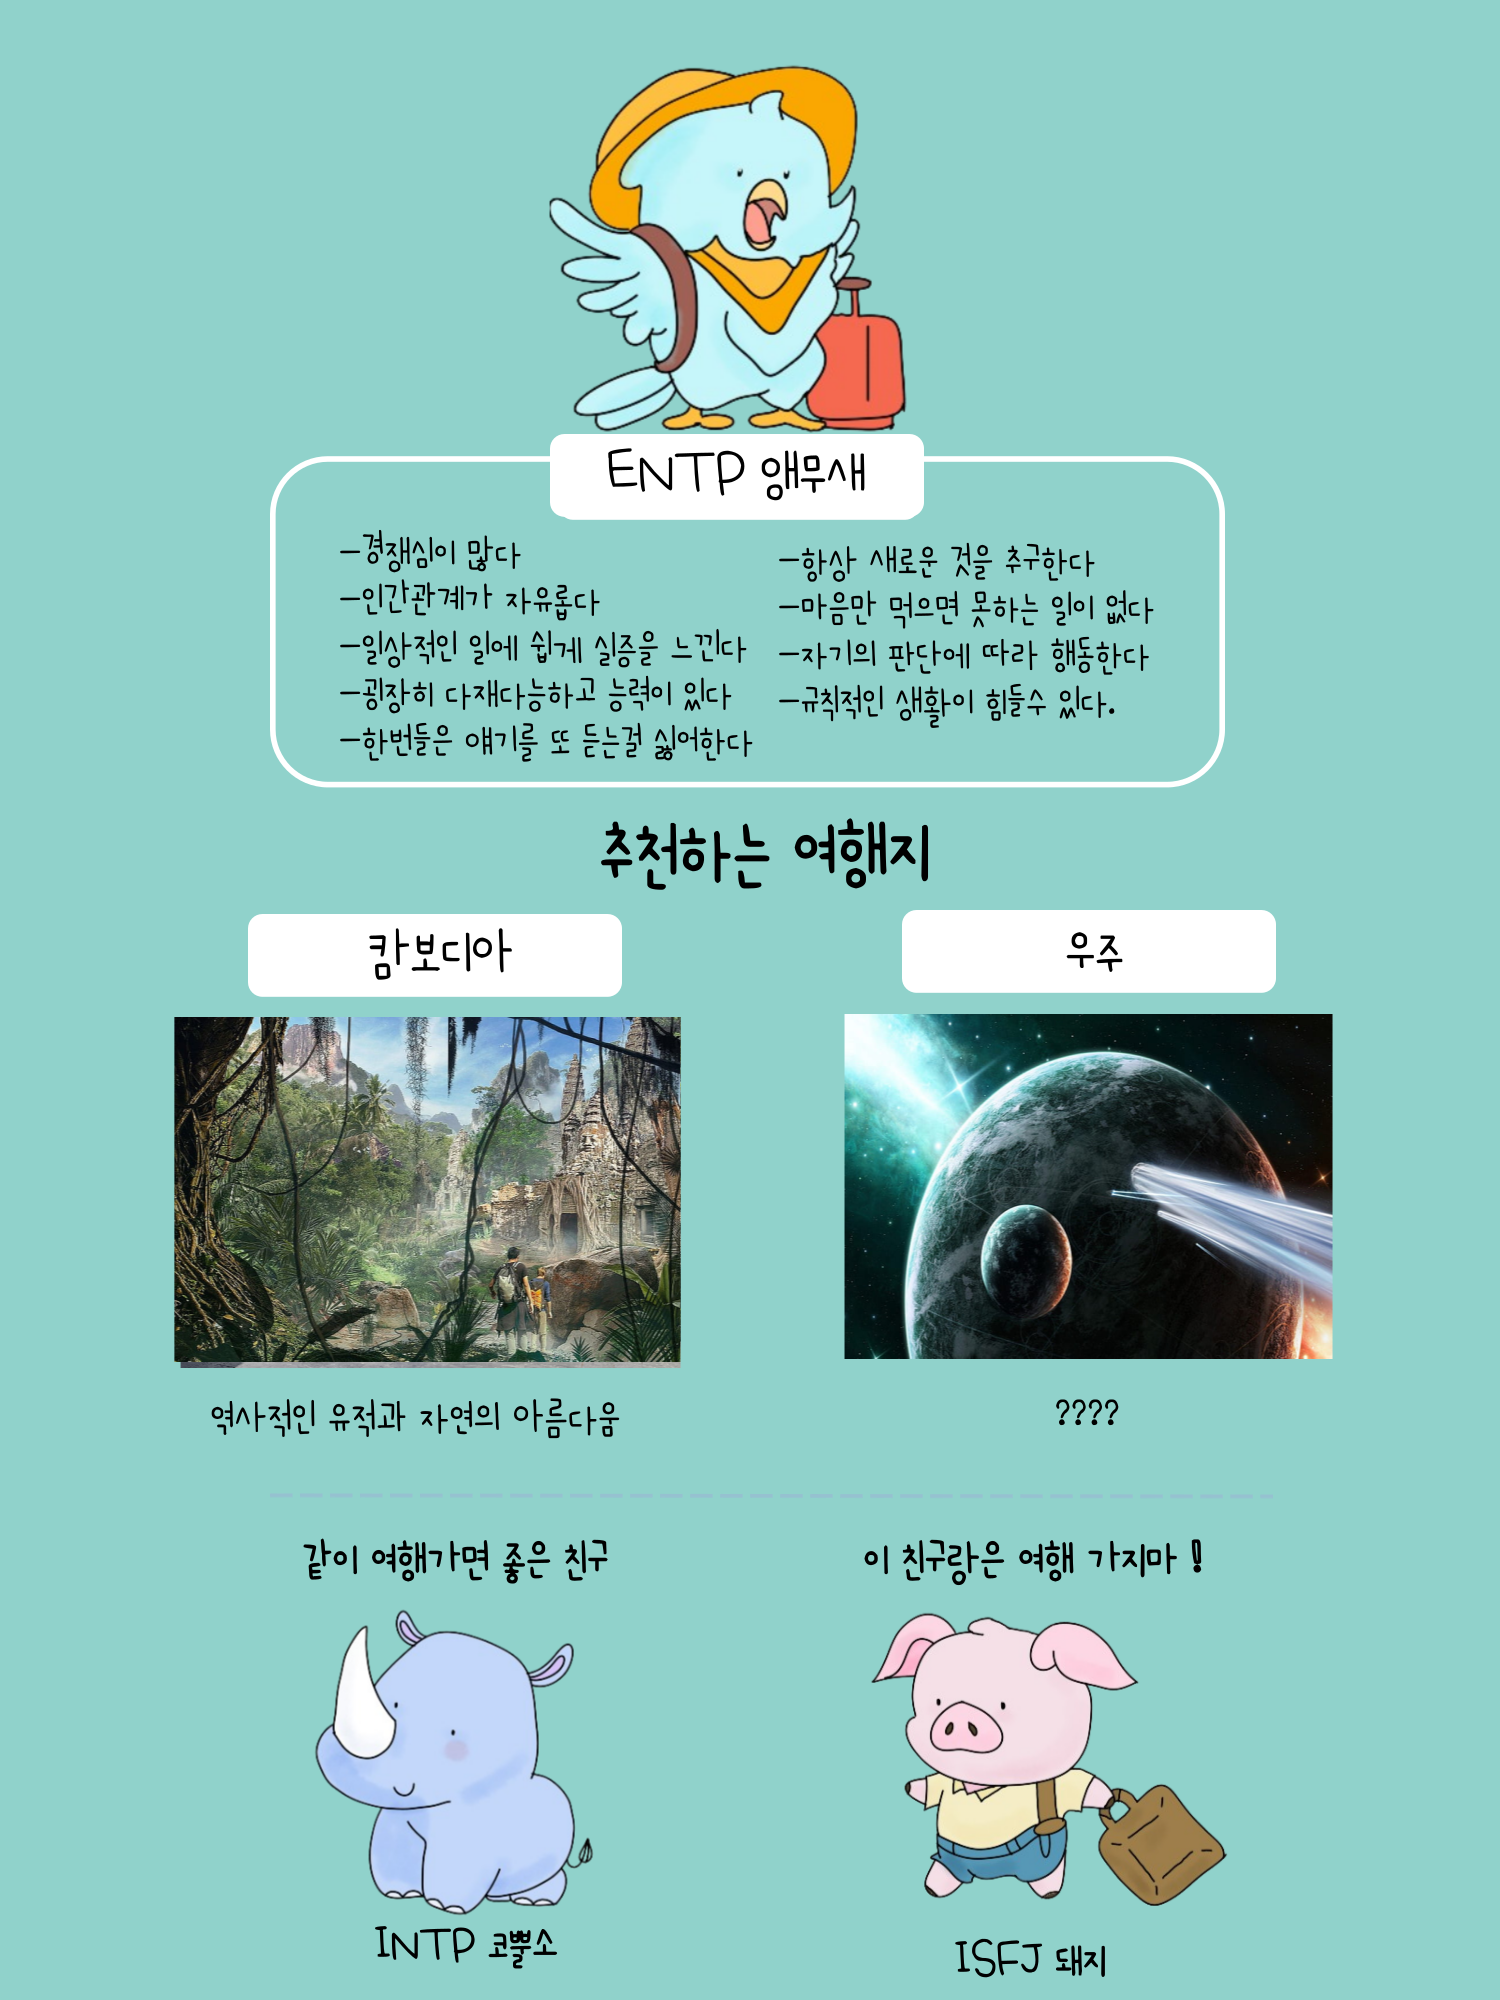 ENTP 앵무새
-경쟁심이 많다
-인간관계가 자유롭다
-일상적인 일에 쉽게 실증을 느낀다
-굉장히 다재다능하고 능력이 있다
-한번들은 얘기를 또 듣는걸 싫어한다
-항상 새로운 것을 추구한다
-마음만 먹으면 못하는 일이 없다
-자기의 판단에 따라 행동한다
-규칙적인 생활이 힘들수 있다.
추천하는 여행지
캄보디아
우주
역사적인 유적과 자연의 아름다움
????
같이 여행가면 좋은 친구
이 친구랑은 여행 가지마 !
INTP 코뿔소
ISFJ 돼지